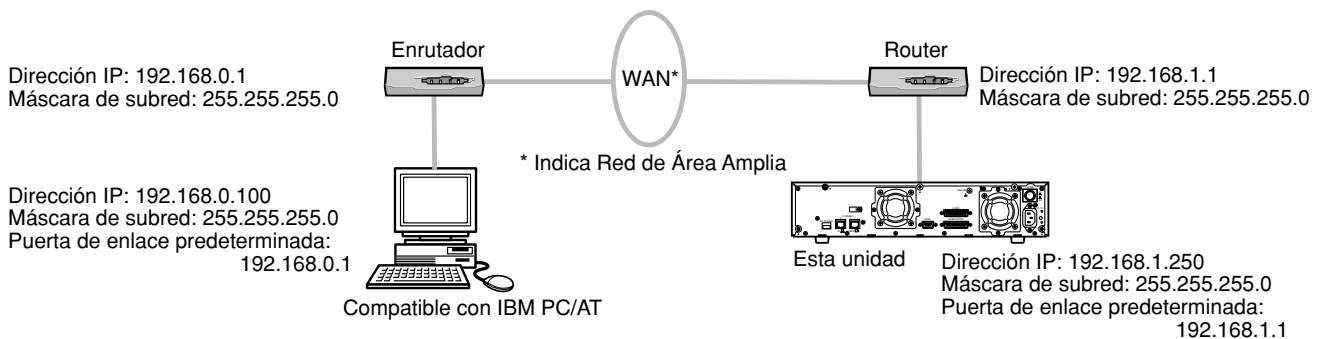 Enrutador
Dirección IP: 192.168.0.1
Máscara de subred: 255.255.255.0
WAN*
Router
Dirección IP: 192.168.1.1
Máscara de subred: 255.255.255.0
* Indica Red de Área Amplia
Dirección IP: 192.168.0.100
Máscara de subred: 255.255.255.0
Puerta de enlace predeterminada:
192.168.0.1
Compatible con IBM PC/AT
Esta unidad
Dirección IP: 192.168.1.250
Máscara de subred: 255.255.255.0
Puerta de enlace predeterminada:
192.168.1.1